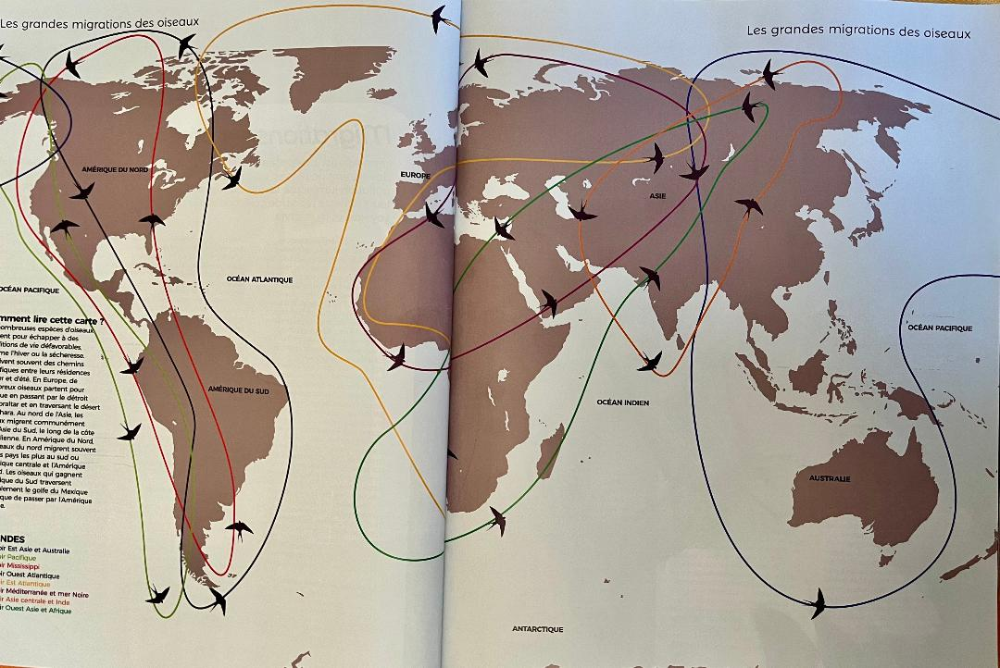 Les grandes migrations des oiseaux
Les grandes migrations des oiseaux
AMÉRIQUE DU NORD
EUROPE
ASIE
OCÉAN ATLANTIQUE
OCÉAN PACIFIQUE
OCÉAN PACIFIQUE
AMÉRIQUE DU SUD
OCÉAN INDIEN
AUSTRALIE
ANTARCTIQUE
mment lire cette carte ?
ombreuses espèces d'oiseaux
ent pour échapper à des
itions de vie défavorables,
me l'hiver ou la sécheresse.
ivent souvent des chemins
ifiques entre leurs résidences
er et d'été. En Europe, de
breux oiseaux partent pour
que en passant par le détroit
braltar et en traversant le désert
hara. Au nord de l'Asie, les
ux migrent communément
Asie du Sud, le long de la côte
dienne. En Amérique du Nord,
eaux du nord migrent souvent
s pays les plus au sud ou
ique centrale et l'Amérique
d. Les oiseaux qui gagnent
ique du Sud traversent
lement le golfe du Mexique
que de passer par l'Amérique
e.
NDES
ir Est Asie et Australie
ir Pacifique
ir Mississippi
ir Ouest Atlantique
ir Est Atlantique
ir Méditerranée et mer Noire
ir Asie centrale et Inde
ir Ouest Asie et Afrique